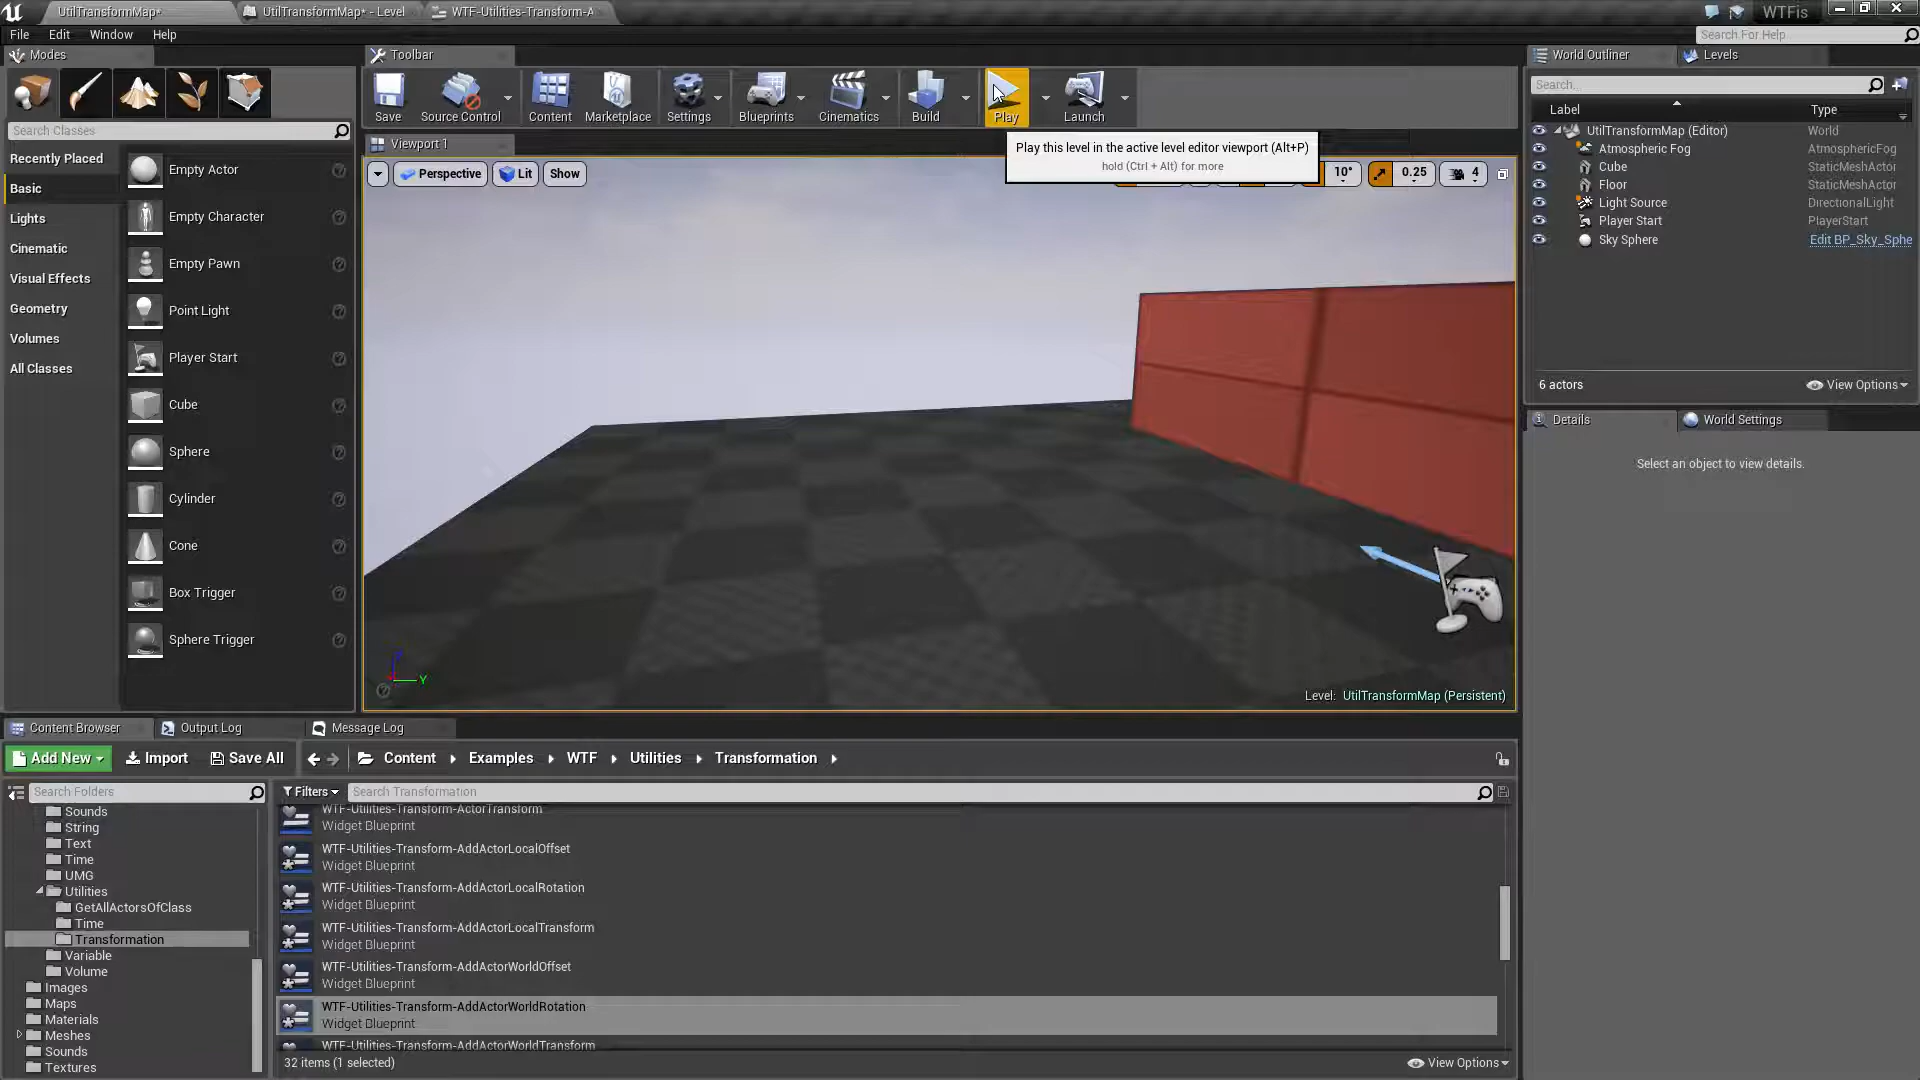 UtilTransformMap*
UtilTransformMap* - Level
WTF-Utilities-Transform-A
WTFis
File
Edit
Window
Help
Search For Help
Modes
Toolbar
World Outliner
Levels
Save
Source Control
Content
Marketplace
Settings
Blueprints
Cinematics
Build
Play
Launch
Search Classes
Search...
Label
Type
Viewport 1
Play this level in the active level editor viewport (Alt+P)
hold (Ctrl + Alt) for more
Perspective
Lit
Show
10°
0.25
4
Recently Placed
Basic
Lights
Cinematic
Visual Effects
Geometry
Volumes
All Classes
Empty Actor
Empty Character
Empty Pawn
Point Light
Player Start
Cube
Sphere
Cylinder
Cone
Box Trigger
Sphere Trigger
UtilTransformMap (Editor) World
Atmospheric Fog AtmosphericFog
Cube StaticMeshActor
Floor StaticMeshActor
Light Source DirectionalLight
Player Start PlayerStart
Sky Sphere Edit BP_Sky_Sphe
6 actors
View Options
Details
World Settings
Select an object to view details.
Z
Y
Level: UtilTransformMap (Persistent)
Content Browser
Output Log
Message Log
Add New
Import
Save All
Content
Examples
WTF
Utilities
Transformation
Search Folders
Filters
Search Transformation
Sounds
String
Text
Time
UMG
Utilities
GetAllActorsOfClass
Time
Transformation
Variable
Volume
Images
Maps
Materials
Meshes
Sounds
Textures
WTF-Utilities-Transform-ActorTransform
Widget Blueprint
WTF-Utilities-Transform-AddActorLocalOffset
Widget Blueprint
WTF-Utilities-Transform-AddActorLocalRotation
Widget Blueprint
WTF-Utilities-Transform-AddActorLocalTransform
Widget Blueprint
WTF-Utilities-Transform-AddActorWorldOffset
Widget Blueprint
WTF-Utilities-Transform-AddActorWorldRotation
Widget Blueprint
WTF-Utilities-Transform-AddActorWorldTransform
32 items (1 selected)
View Options